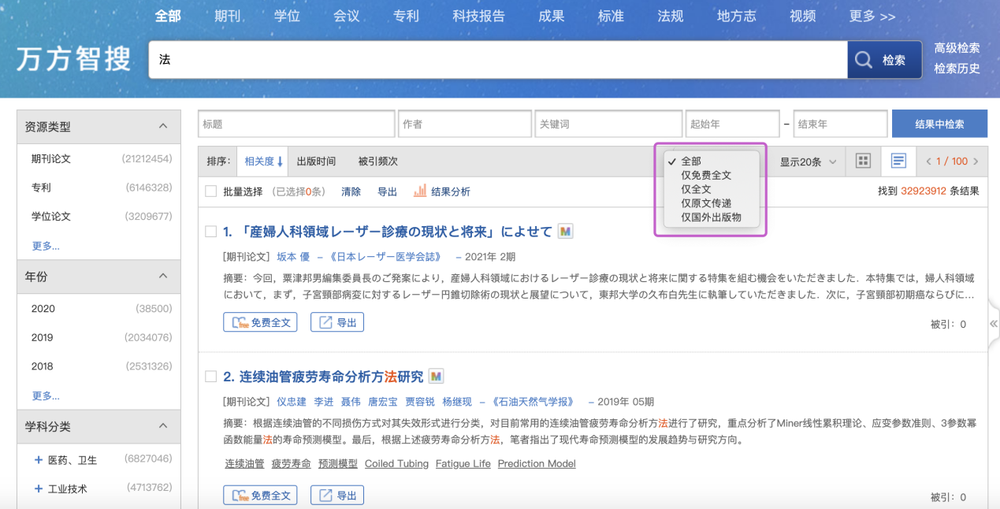 全部 期刊 学位 会议 专利 科技报告 成果 标准 法规 地方志 视频 更多 >>
万方智搜
法
检索
高级检索
检索历史
标题 作者 关键词 起始年 – 结束年 结果中检索
资源类型
期刊论文 (21212454)
专利 (6146328)
学位论文 (3209677)
更多...
年份
2020 (38500)
2019 (2034076)
2018 (2531326)
更多...
学科分类
+ 医药、卫生 (6827046)
+ 工业技术 (4713762)
排序: 相关度 出版时间 被引频次
✓ 全部
仅免费全文
仅全文
仅原文传递
仅国外出版物
显示20条
< 1 / 100 >
批量选择 (已选择0条) 清除 导出 结果分析
找到 32923912 条结果
1. 「産婦人科領域レーザー診療の現状と将来」によせて M
[期刊论文] 坂本 優 – 《日本レーザー医学会誌》 – 2021年 2期
摘要：今回，粟津邦男編集委員長のご発案により，産婦人科領域におけるレーザー診療の現状と将来に関する特集を組む機会をいただきました．本特集では，婦人科領域
において，まず，子宮頸部病変に対するレーザー円錐切除術の現状と展望について，東邦大学の久布白先生に執筆していただきました．次に，子宮頸部初期癌ならびに...
free 免费全文 导出
被引：0
2. 连续油管疲劳寿命分析方法研究 M
[期刊论文] 仪忠建 李进 聂伟 唐宏宝 贾容锐 杨继现 – 《石油天然气学报》 – 2019年 05期
摘要：根据连续油管的不同损伤方式对其失效形式进行分类，对目前常用的连续油管疲劳寿命分析方法进行了研究，重点分析了Miner线性累积理论、应变参数准则、3参数幂
函数能量法的寿命预测模型。最后，根据上述疲劳寿命分析方法，笔者指出了现代寿命预测模型的发展趋势与研究方向。
连续油管 疲劳寿命 预测模型 Coiled Tubing Fatigue Life Prediction Model
free 免费全文 导出
被引：0